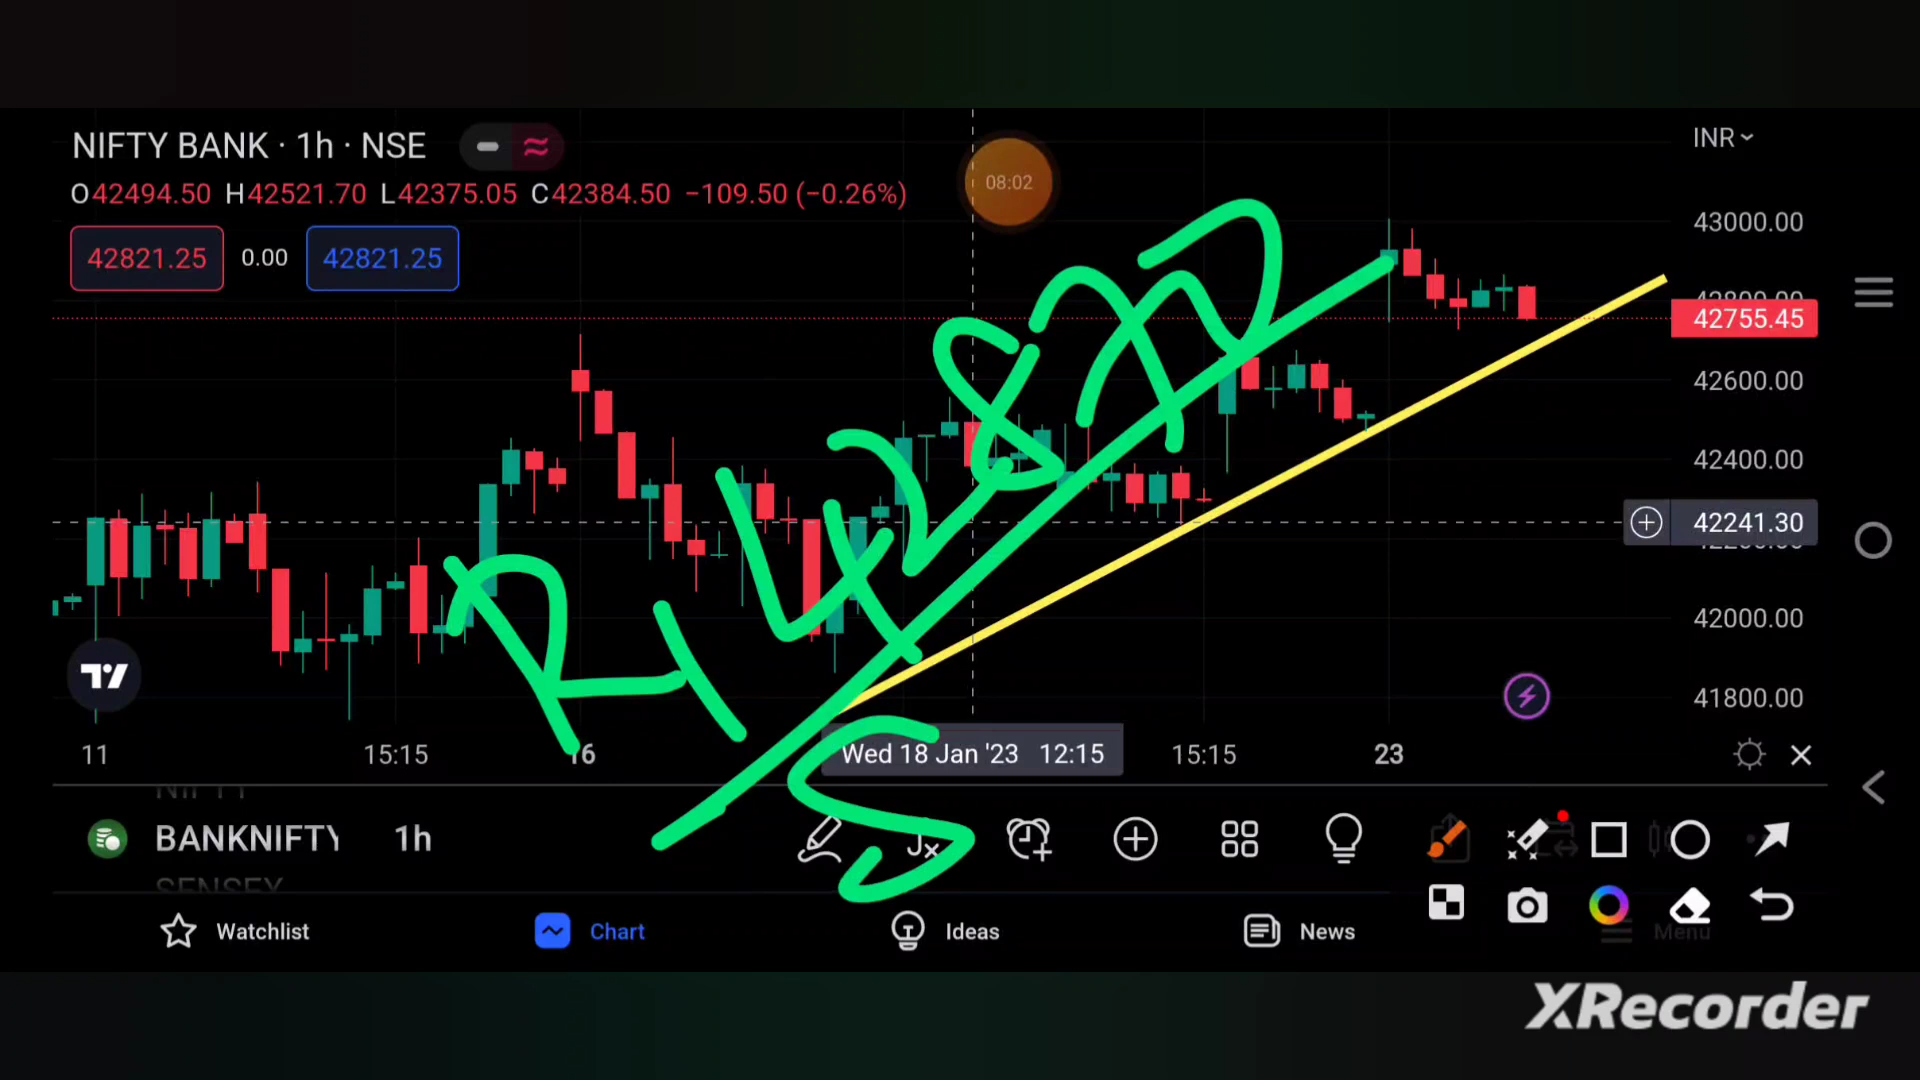 NIFTY BANK · 1h · NSE
INR
08:02
O42494.50 H42521.70 L42375.05 C42384.50 −109.50 (−0.26%)
43000.00
42821.25 0.00 42821.25
42755.45
42600.00
42400.00
42241.30
42000.00
41800.00
11 15:15 Wed 18 Jan '23 12:15 15:15 23
NIFTY
BANKNIFTY 1h
SENSEX
Watchlist Chart Ideas News Menu
XRecorder